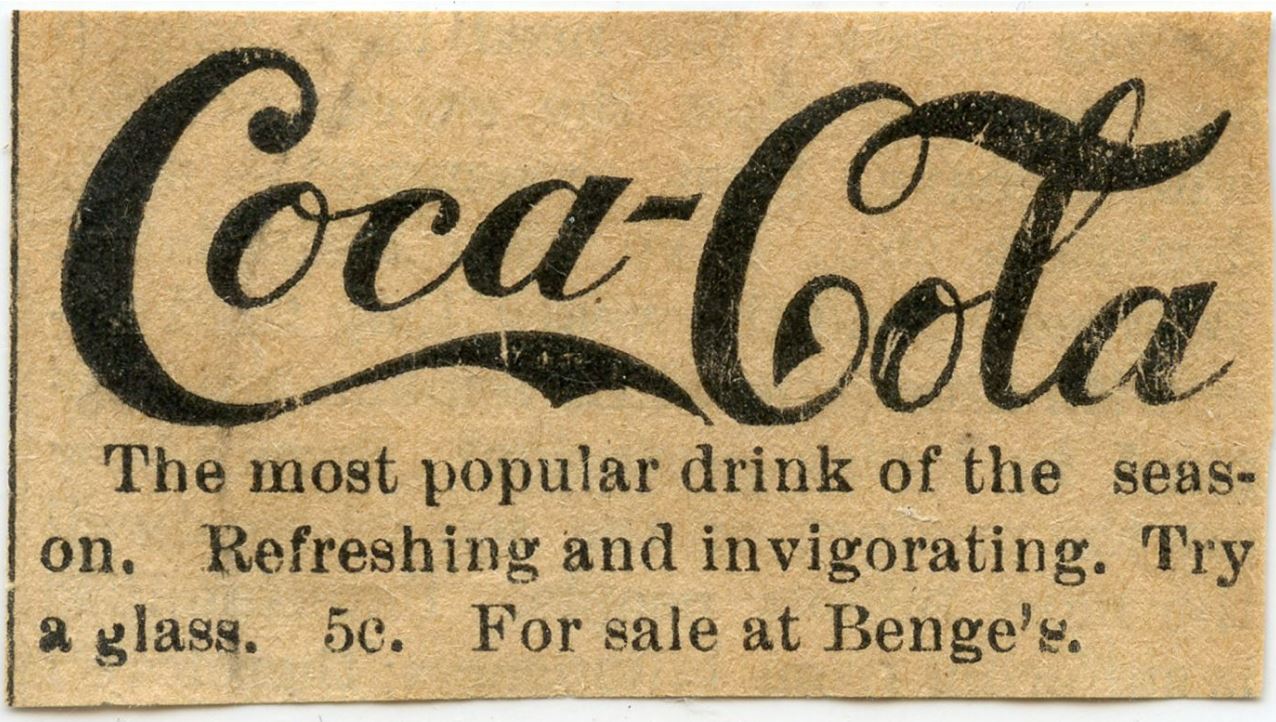 Coca-Cola
The most popular drink of the seas-
on. Refreshing and invigorating. Try
a glass. 5c. For sale at Benge's.